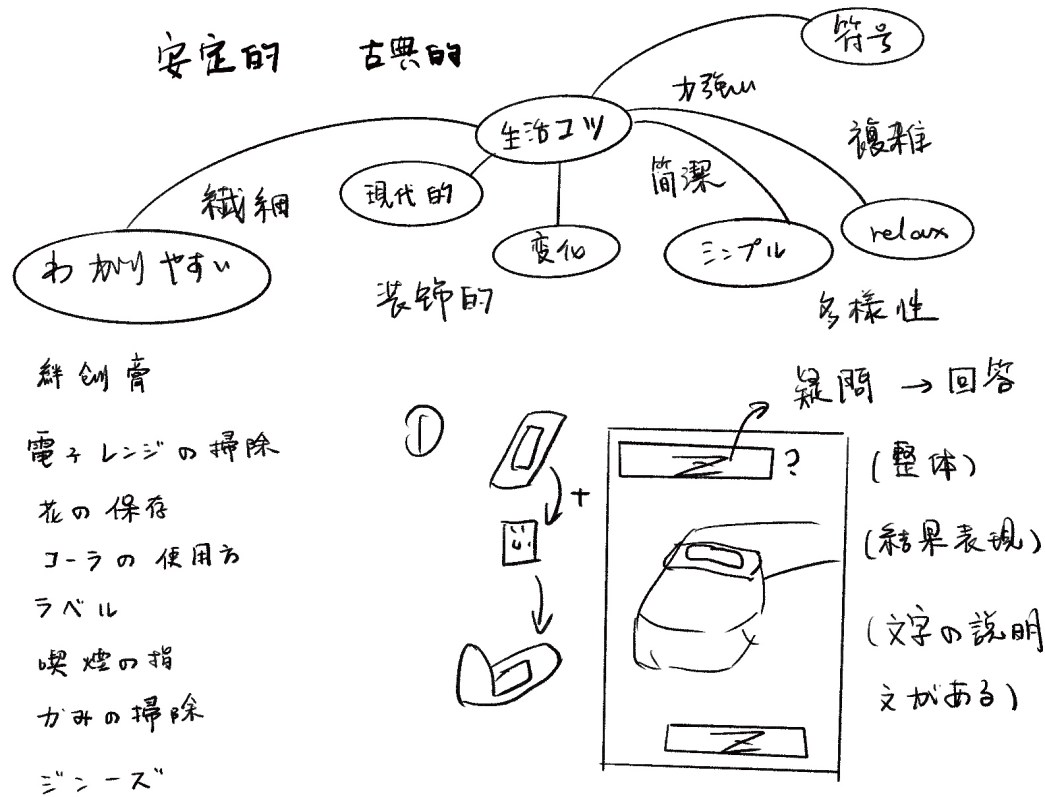 符号
安定的 古典的
力強い
生活コツ
複雑
簡潔
現代的
繊細
relax
わかりやすい
変化
シンプル
装飾的
多様性
絆創膏
疑問 → 回答
①
電子レンジの掃除
?
(整体)
花の保存
+
コーラの使用方
(結果表現)
ラベル
喫煙の指
(文字の説明
文がある)
かみの掃除
ジーンズ